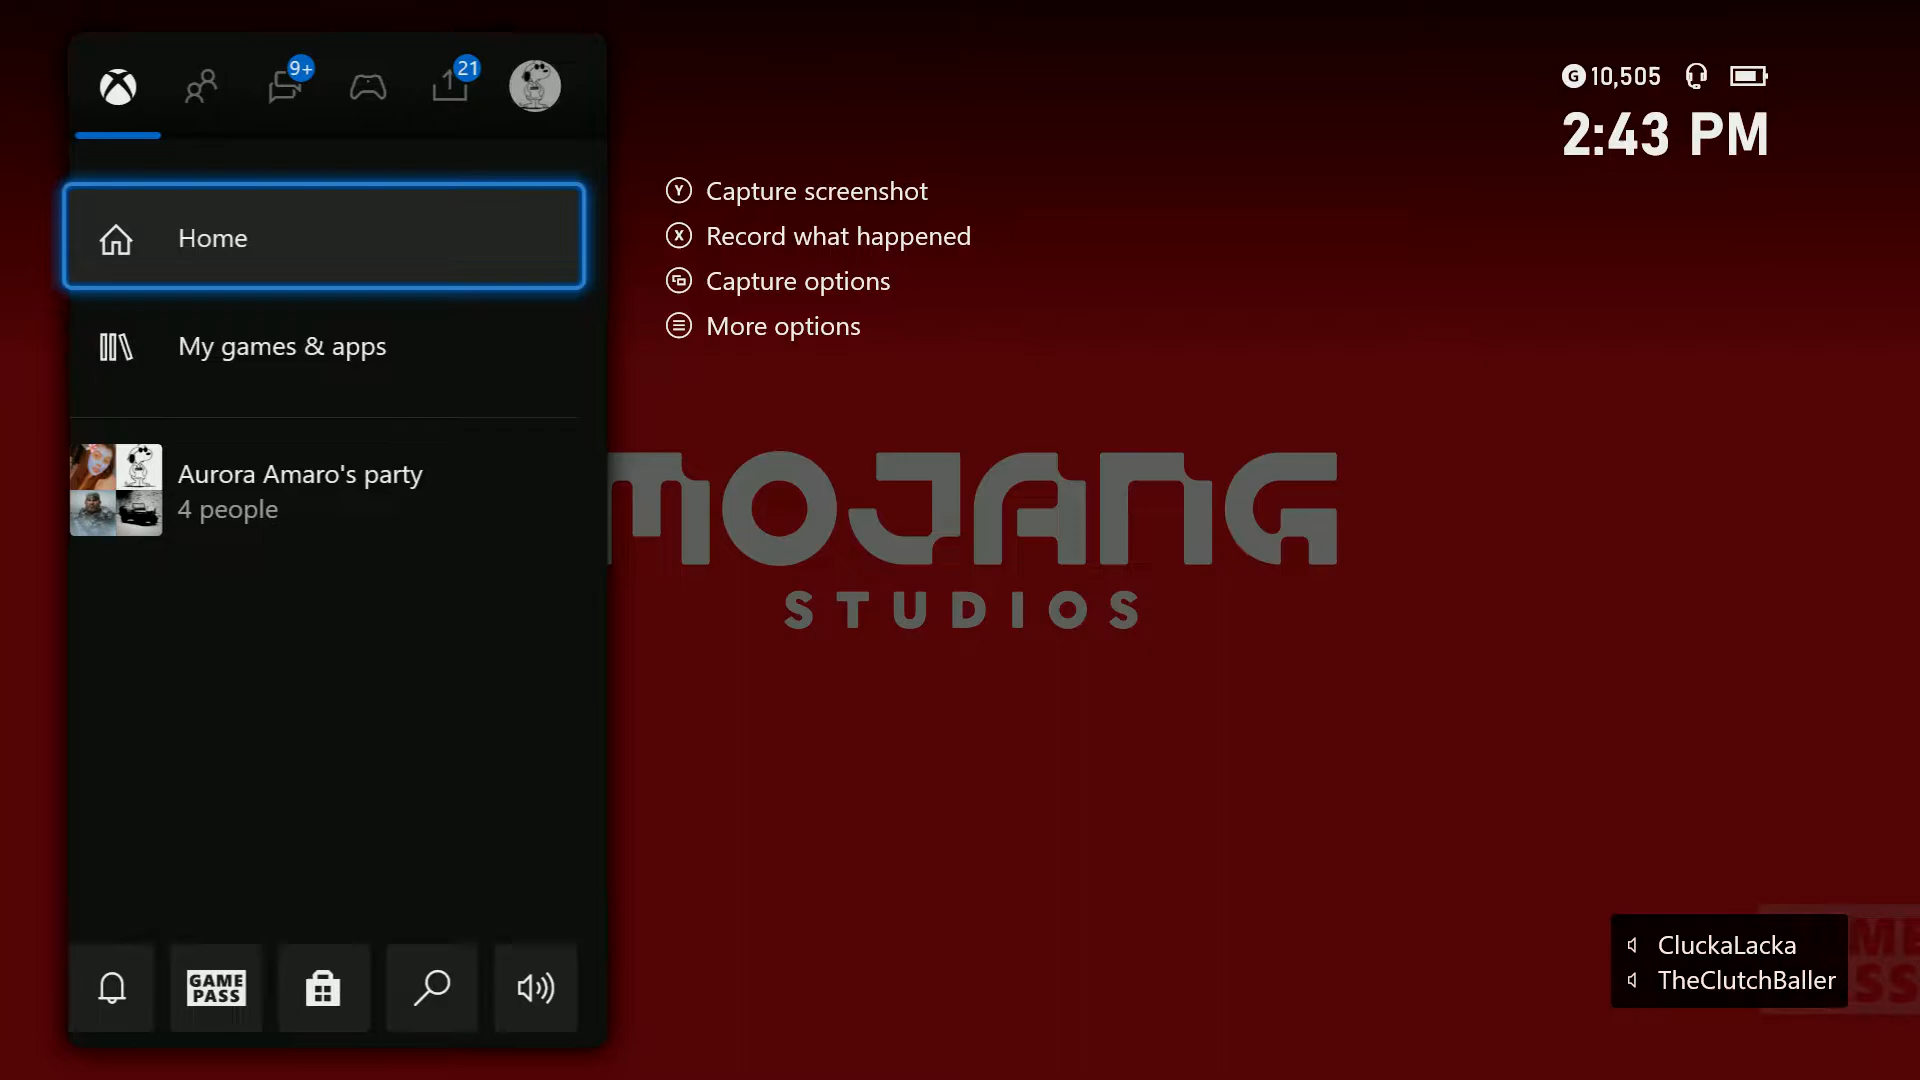 9+
21
G 10,505
2:43 PM
Y Capture screenshot
X Record what happened
Capture options
More options
Home
My games & apps
Aurora Amaro's party
4 people
MOJANG
STUDIOS
GAME
PASS
CluckaLacka
TheClutchBaller